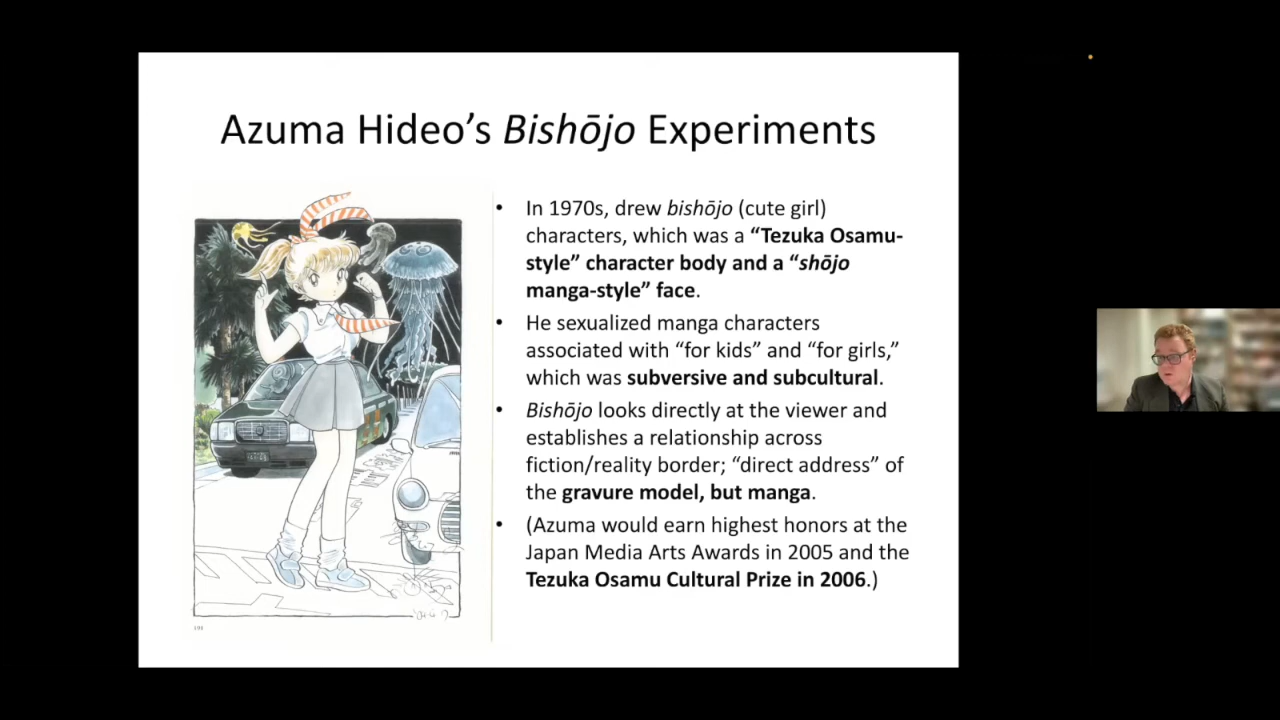 Azuma Hideo’s Bishōjo Experiments
• In 1970s, drew bishōjo (cute girl)
characters, which was a “Tezuka Osamu-
style” character body and a “shōjo
manga-style” face.
• He sexualized manga characters
associated with “for kids” and “for girls,”
which was subversive and subcultural.
• Bishōjo looks directly at the viewer and
establishes a relationship across
fiction/reality border; “direct address” of
the gravure model, but manga.
• (Azuma would earn highest honors at the
Japan Media Arts Awards in 2005 and the
Tezuka Osamu Cultural Prize in 2006.)